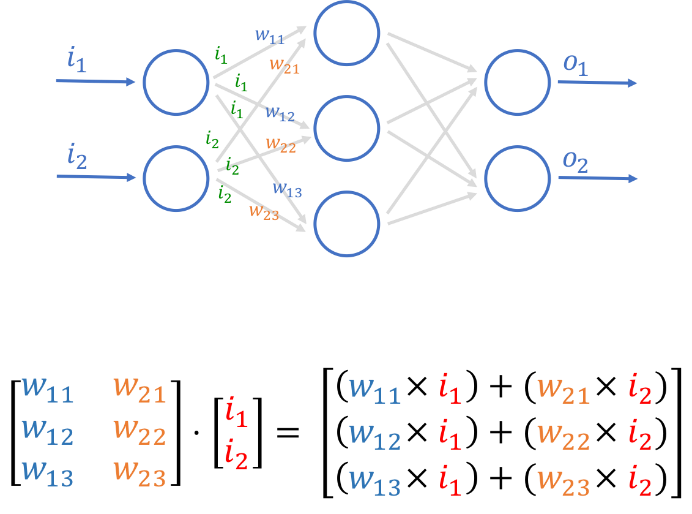 i₁
i₂
i₁
i₁
i₁
i₂
i₂
i₂
w₁₁
w₂₁
w₁₂
w₂₂
w₁₃
w₂₃
o₁
o₂
[w₁₁ w₂₁] [i₁] = [(w₁₁ × i₁) + (w₂₁ × i₂)]
[w₁₂ w₂₂] · [i₂] [(w₁₂ × i₁) + (w₂₂ × i₂)]
[w₁₃ w₂₃] [(w₁₃ × i₁) + (w₂₃ × i₂)]